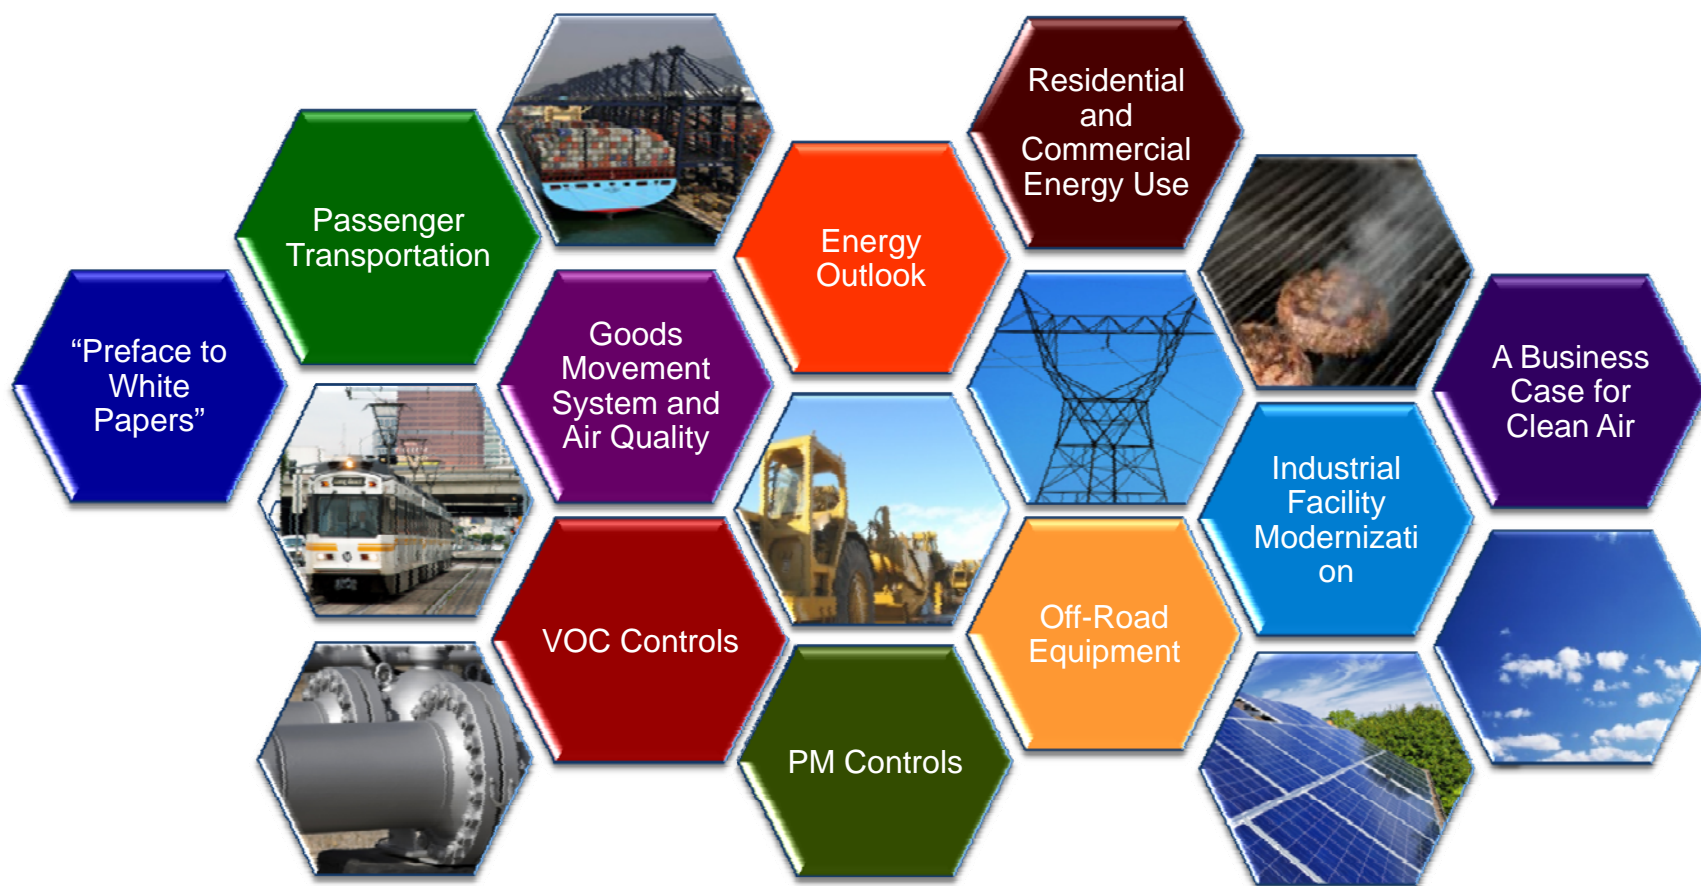 “Preface to
White
Papers”
Passenger
Transportation
Goods
Movement
System and
Air Quality
VOC Controls
Energy
Outlook
PM Controls
Residential
and
Commercial
Energy Use
Off-Road
Equipment
Industrial
Facility
Modernizati
on
A Business
Case for
Clean Air